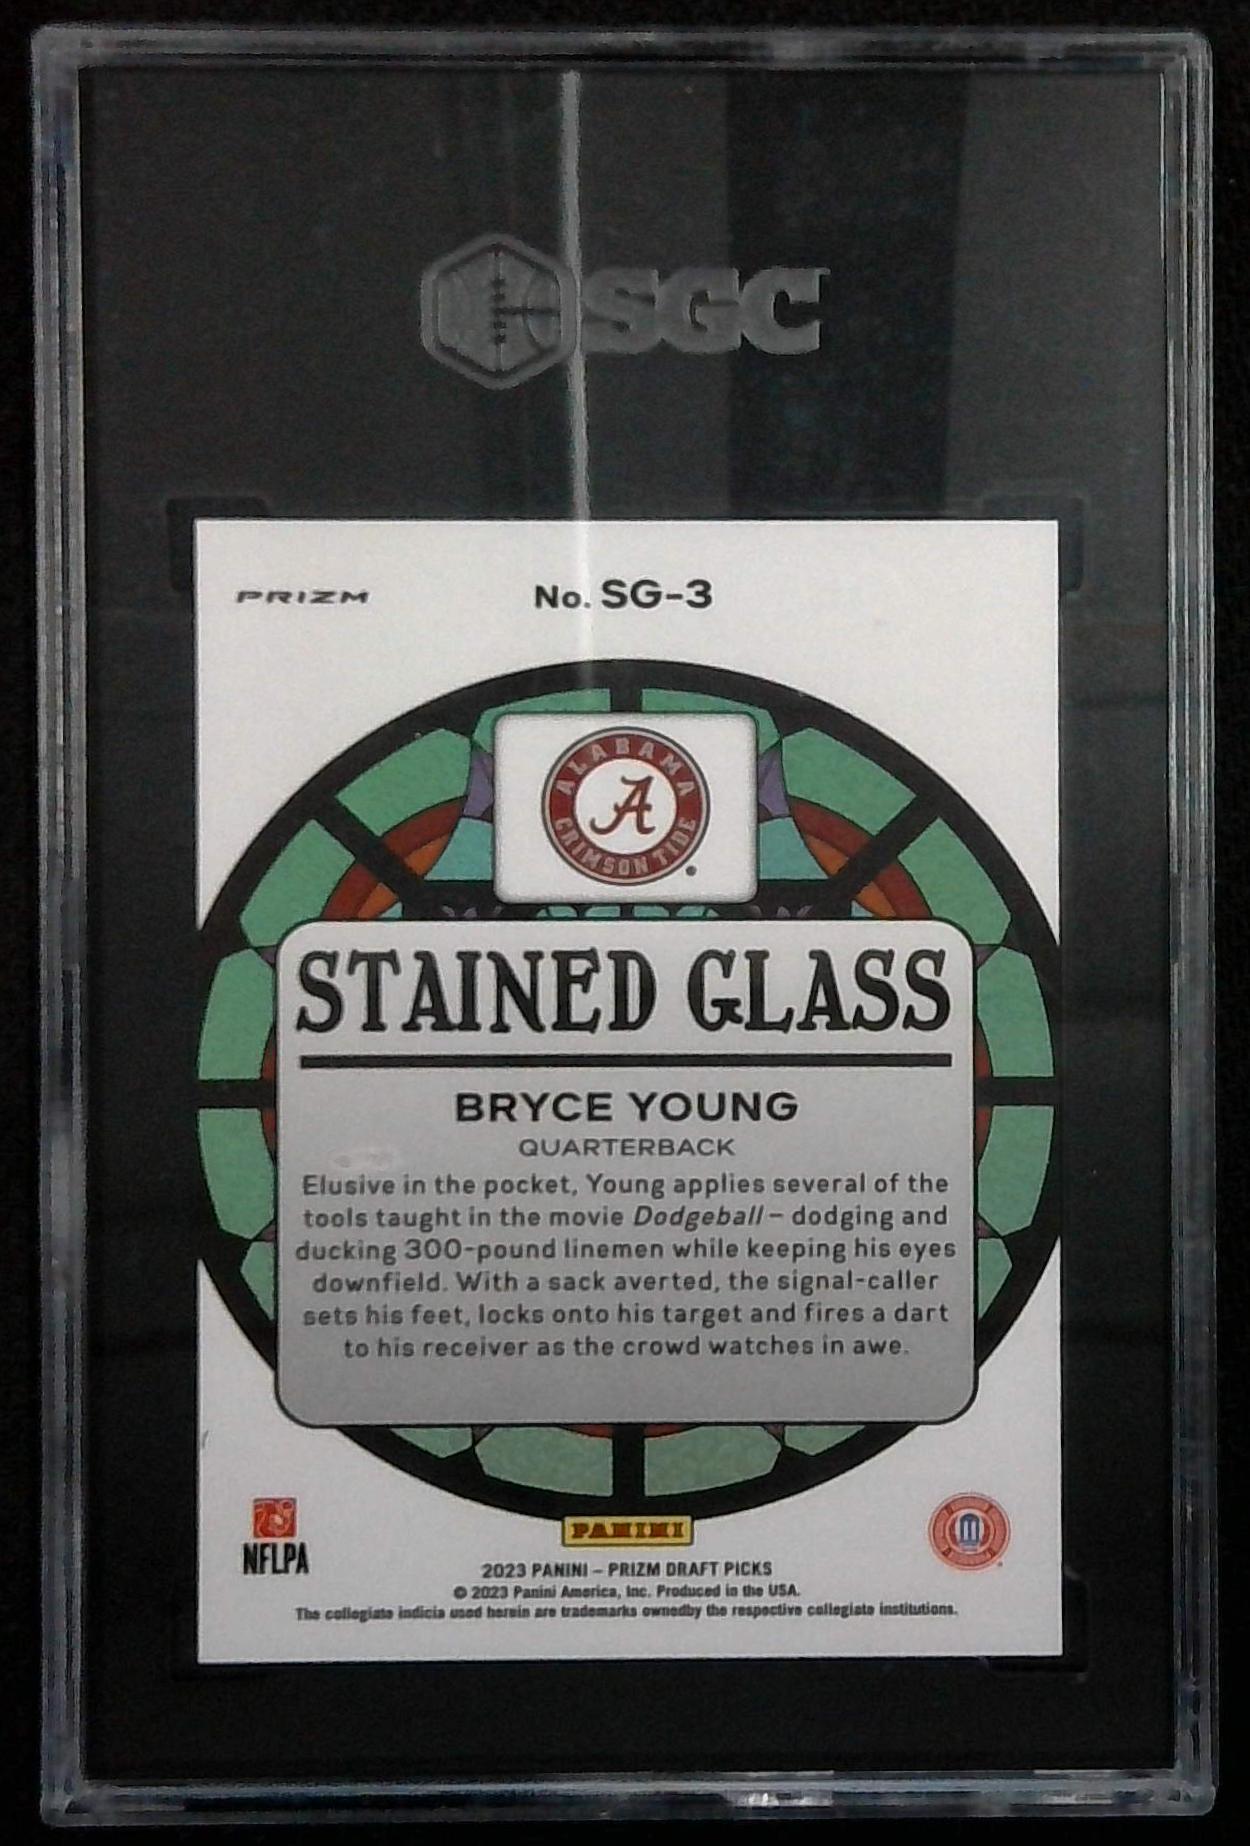 SGC
PRIZM
No. SG-3
ALABAMA
A
CRIMSON TIDE
STAINED GLASS
BRYCE YOUNG
QUARTERBACK
Elusive in the pocket, Young applies several of the
tools taught in the movie Dodgeball – dodging and
ducking 300-pound linemen while keeping his eyes
downfield. With a sack averted, the signal-caller
sets his feet, locks onto his target and fires a dart
to his receiver as the crowd watches in awe.
PANINI
NFLPA
2023 PANINI – PRIZM DRAFT PICKS
© 2023 Panini America, Inc. Produced in the USA.
The collegiate indicia used herein are trademarks ownedby the respective collegiate institutions.